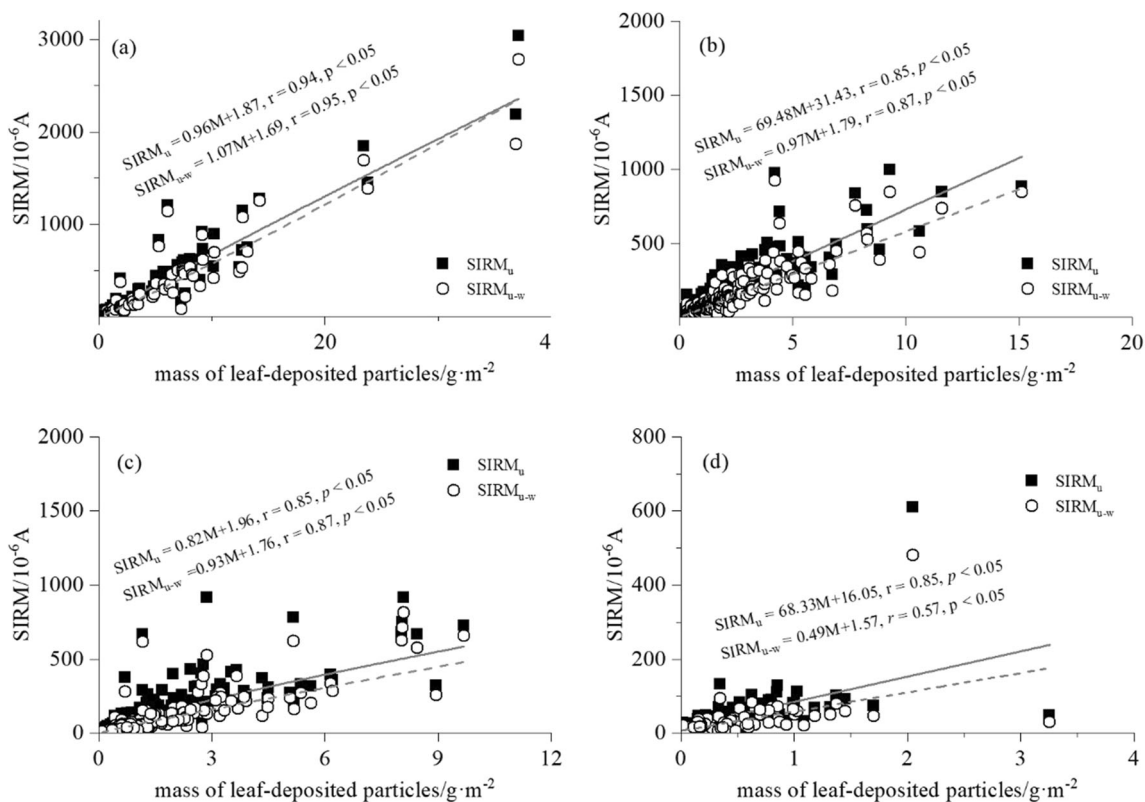 (a)
3000
2000
1000
SIRM/10⁻⁶A
SIRMᵤ = 0.96M+1.87, r = 0.94, p < 0.05
SIRMᵤ₋w = 1.07M+1.69, r = 0.95, p < 0.05
SIRMᵤ
SIRMᵤ₋w
0 20 4
mass of leaf-deposited particles/g·m⁻²
(b)
2000
1500
1000
500
0
SIRM/10⁻⁶A
SIRMᵤ = 69.48M+31.43, r = 0.85, p < 0.05
SIRMᵤ₋w = 0.97M+1.79, r = 0.87, p < 0.05
SIRMᵤ
SIRMᵤ₋w
0 5 10 15 20
mass of leaf-deposited particles/g·m⁻²
(c)
2000
1500
1000
500
0
SIRM/10⁻⁶A
SIRMᵤ = 0.82M+1.96, r = 0.85, p < 0.05
SIRMᵤ₋w =0.93M+1.76, r = 0.87, p < 0.05
SIRMᵤ
SIRMᵤ₋w
0 3 6 9 12
mass of leaf-deposited particles/g·m⁻²
(d)
800
600
400
200
0
SIRM/10⁻⁶A
SIRMᵤ = 68.33M+16.05, r = 0.85, p < 0.05
SIRMᵤ₋w = 0.49M+1.57, r = 0.57, p < 0.05
SIRMᵤ
SIRMᵤ₋w
0 1 2 3 4
mass of leaf-deposited particles/g·m⁻²